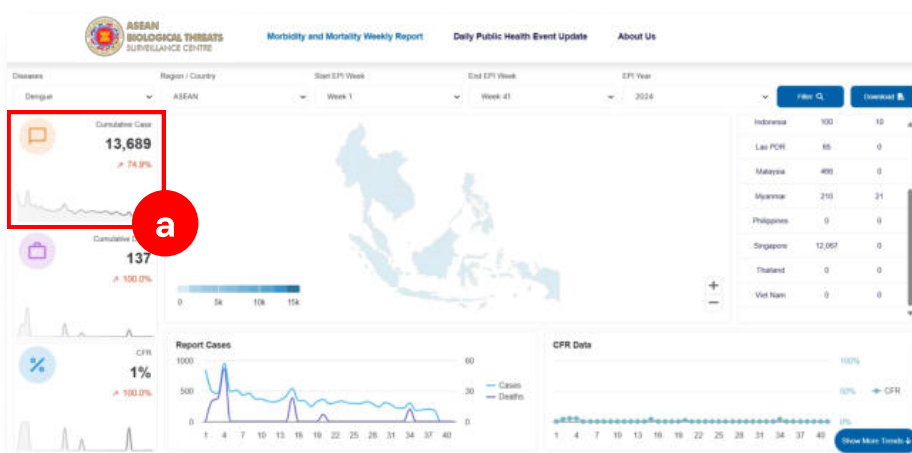 ASEAN
BIOLOGICAL THREATS
SURVEILLANCE CENTRE
Morbidity and Mortality Weekly Report
Daily Public Health Event Update
About Us
Diseases
Region / Country
Start EPI Week
End EPI Week
EPI Year
Dengue
ASEAN
Week 1
Week 41
2024
Filter
Download
Cumulative Case
13,689
74.9%
a
Cumulative
137
100.0%
CFR
1%
100.0%
0 5k 10k 15k
+
−
Indonesia 100 10
Lao PDR 65 0
Malaysia 0
Myanmar 210 21
Philippines 0 0
Singapore 12,067 0
Thailand 0 0
Viet Nam 0 0
Report Cases
1000
500
0
60
30
0
1 4 7 10 13 16 19 22 25 28 31 34 37 40
Cases
Deaths
CFR Data
100%
50%
0%
1 4 7 10 13 16 19 22 25 28 31 34 37 40
CFR
Show More Trends